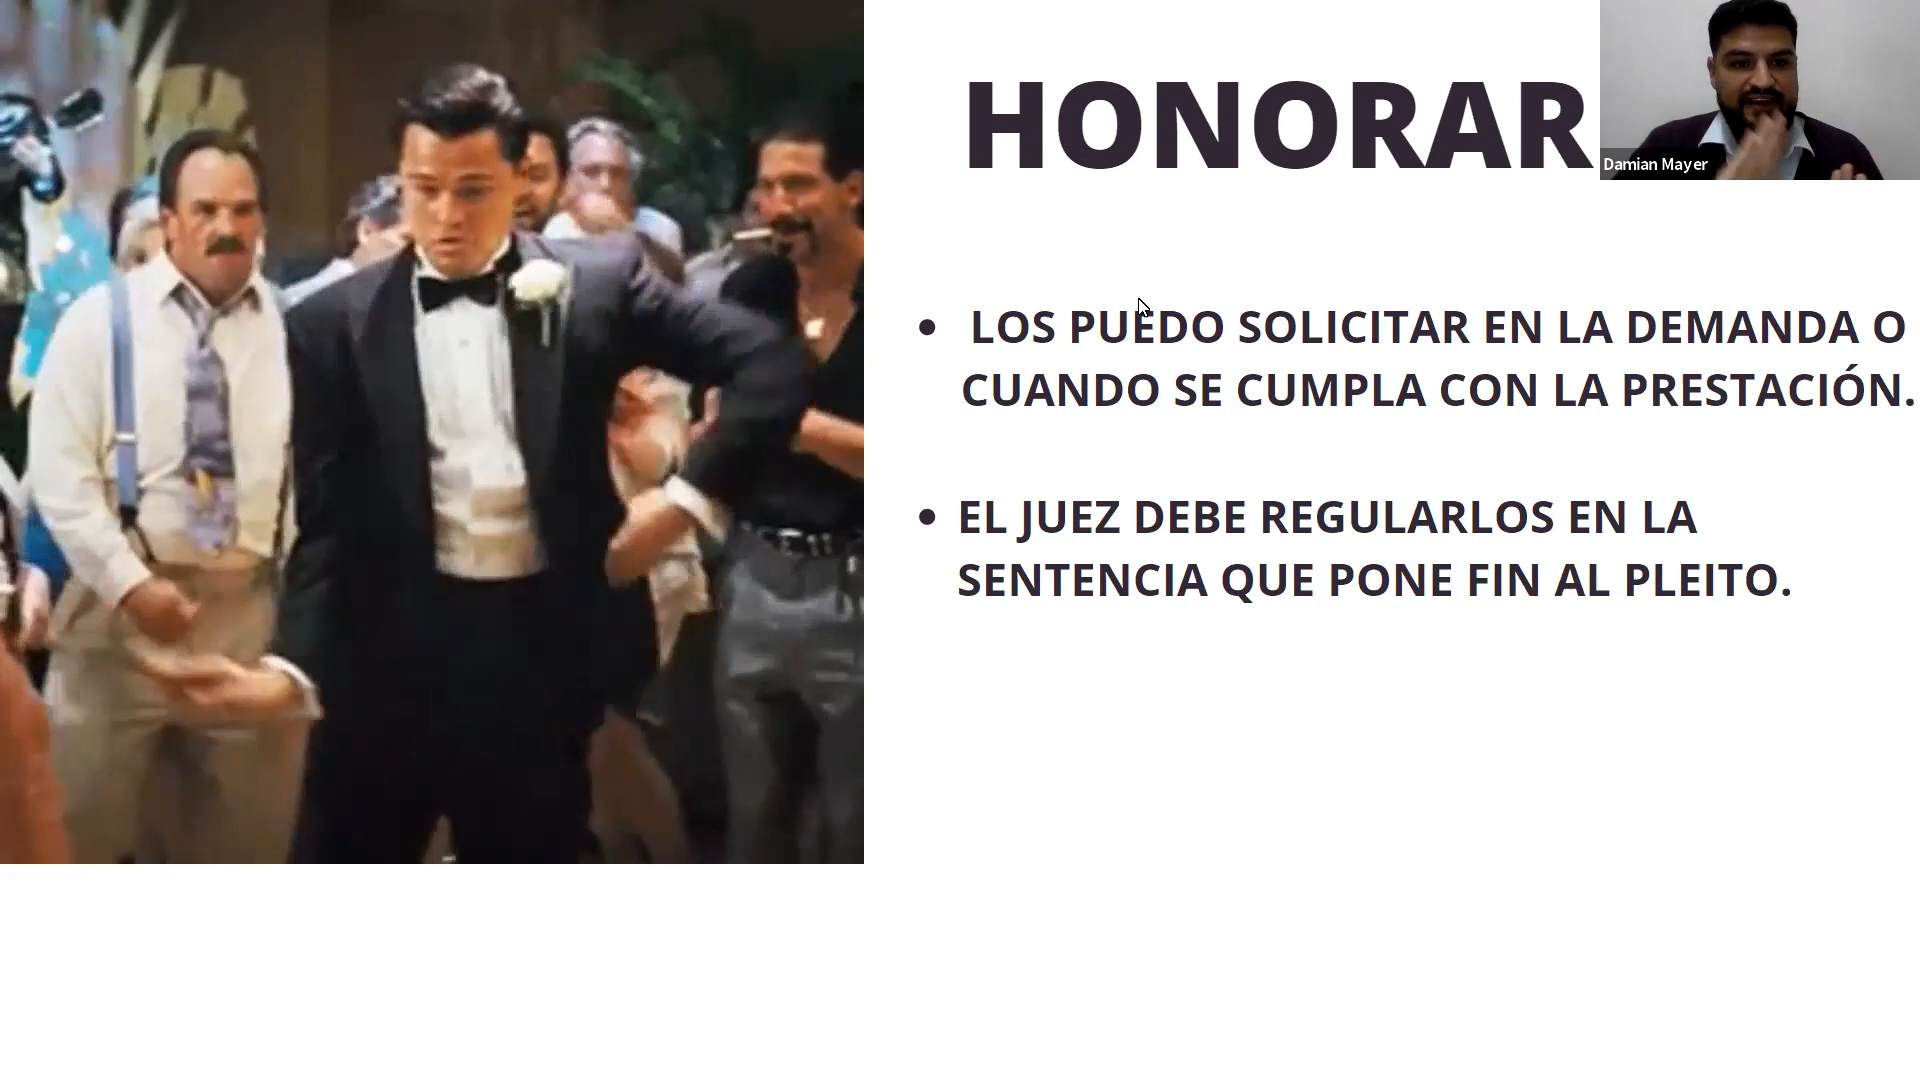 HONORAR
Damian Mayer
• LOS PUEDO SOLICITAR EN LA DEMANDA O
CUANDO SE CUMPLA CON LA PRESTACIÓN.
• EL JUEZ DEBE REGULARLOS EN LA
SENTENCIA QUE PONE FIN AL PLEITO.